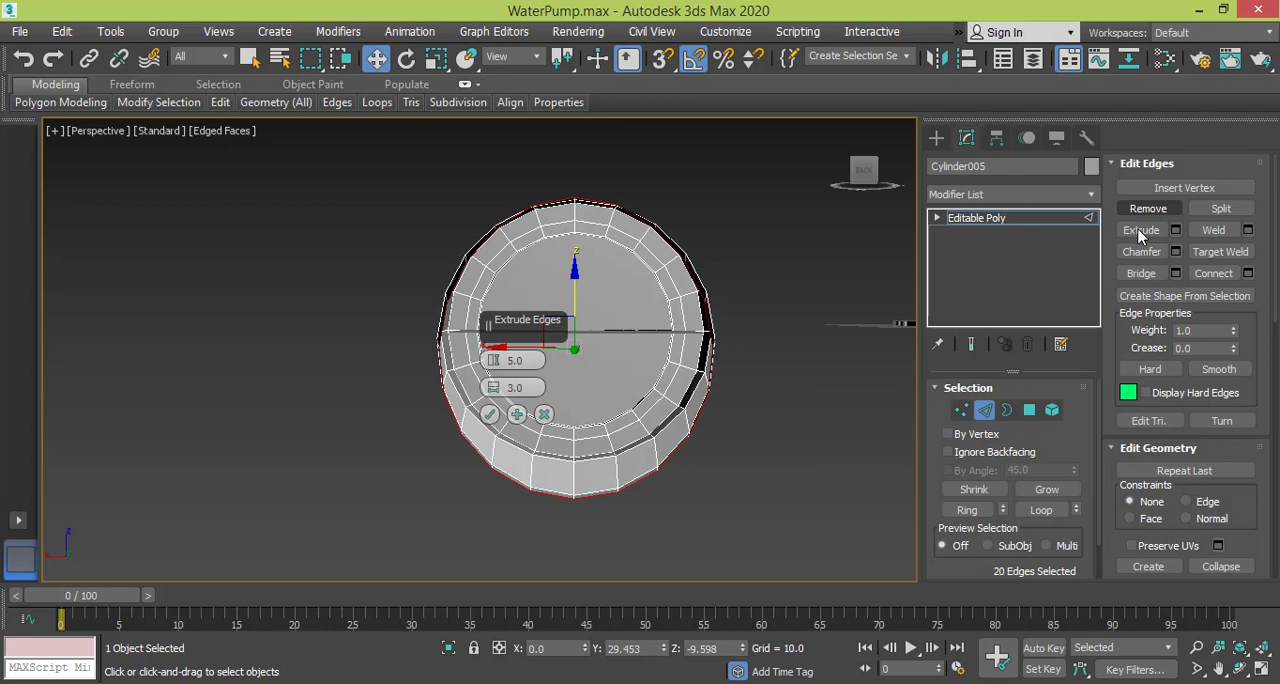 WaterPump.max - Autodesk 3ds Max 2020
File Edit Tools Group Views Create Modifiers Animation Graph Editors Rendering Civil View Customize Scripting Interactive Sign In Workspaces: Default
All View Create Selection Se
Modeling Freeform Selection Object Paint Populate
Polygon Modeling Modify Selection Edit Geometry (All) Edges Loops Tris Subdivision Align Properties
[+] [Perspective] [Standard] [Edged Faces]
BACK
z
Extrude Edges
5.0
3.0
Cylinder005
Modifier List
Editable Poly
Selection
By Vertex
Ignore Backfacing
By Angle: 45.0
Shrink Grow
Ring Loop
Preview Selection
Off SubObj Multi
20 Edges Selected
Edit Edges
Insert Vertex
Remove Split
Extrude Weld
Chamfer Target Weld
Bridge Connect
Create Shape From Selection
Edge Properties
Weight: 1.0
Crease: 0.0
Hard Smooth
Display Hard Edges
Edit Tri. Turn
Edit Geometry
Repeat Last
Constraints
None Edge
Face Normal
Preserve UVs
Create Collapse
z
< 0 / 100 >
0 5 10 15 20 25 30 35 40 45 50 55 60 65 70 75 80 85 90 95 100
1 Object Selected X: 0.0 Y: 29.453 Z: -9.598 Grid = 10.0 Auto Key Selected
MAXScript Mi Click or click-and-drag to select objects Add Time Tag 0 Set Key Key Filters...